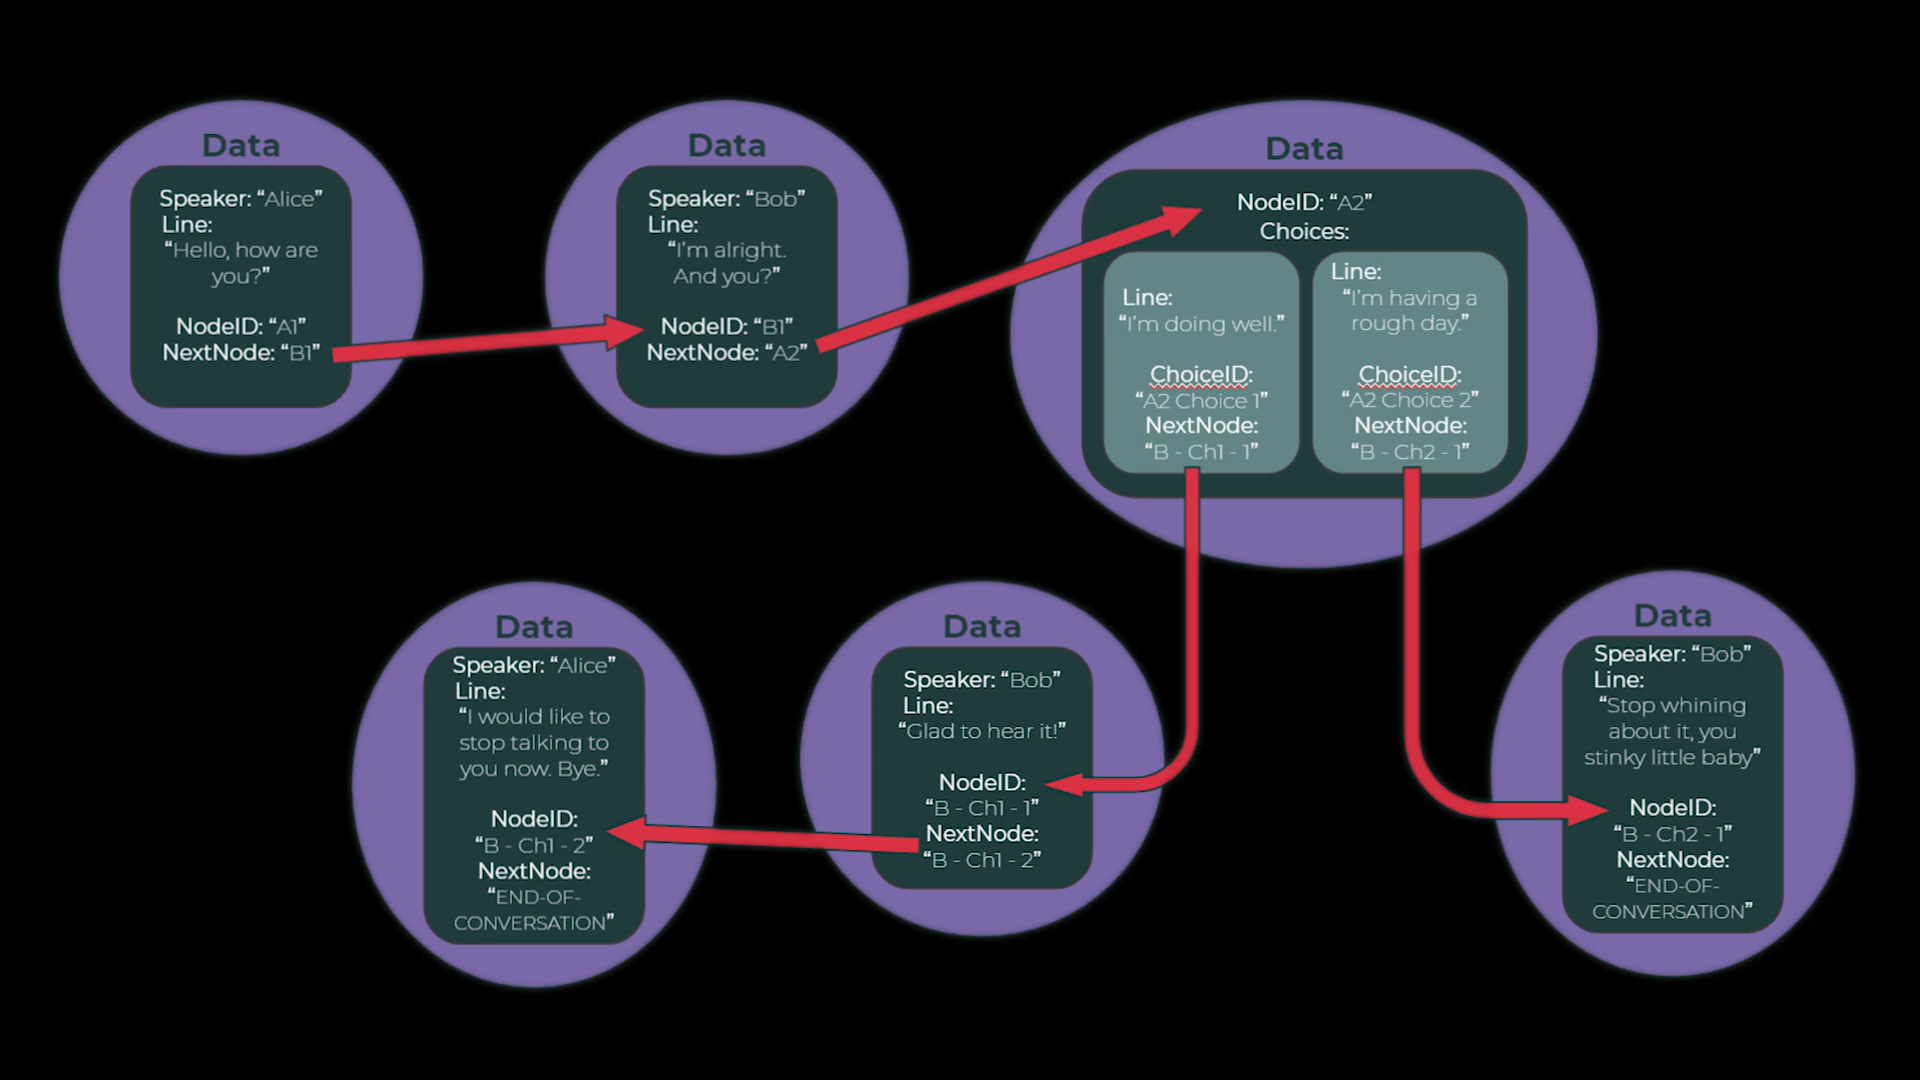 Data
Speaker: “Alice”
Line:
“Hello, how are
you?”
NodeID: “A1”
NextNode: “B1”
Data
Speaker: “Bob”
Line:
“I’m alright.
And you?”
NodeID: “B1”
NextNode: “A2”
Data
NodeID: “A2”
Choices:
Line:
“I’m doing well.”
ChoiceID:
“A2 Choice 1”
NextNode:
“B - Ch1 - 1”
Line:
“I’m having a
rough day.”
ChoiceID:
“A2 Choice 2”
NextNode:
“B - Ch2 - 1”
Data
Speaker: “Alice”
Line:
“I would like to
stop talking to
you now. Bye.”
NodeID:
“B - Ch1 - 2”
NextNode:
“END-OF-
CONVERSATION”
Data
Speaker: “Bob”
Line:
“Glad to hear it!”
NodeID:
“B - Ch1 - 1”
NextNode:
“B - Ch1 - 2”
Data
Speaker: “Bob”
Line:
“Stop whining
about it, you
stinky little baby”
NodeID:
“B - Ch2 - 1”
NextNode:
“END-OF-
CONVERSATION”